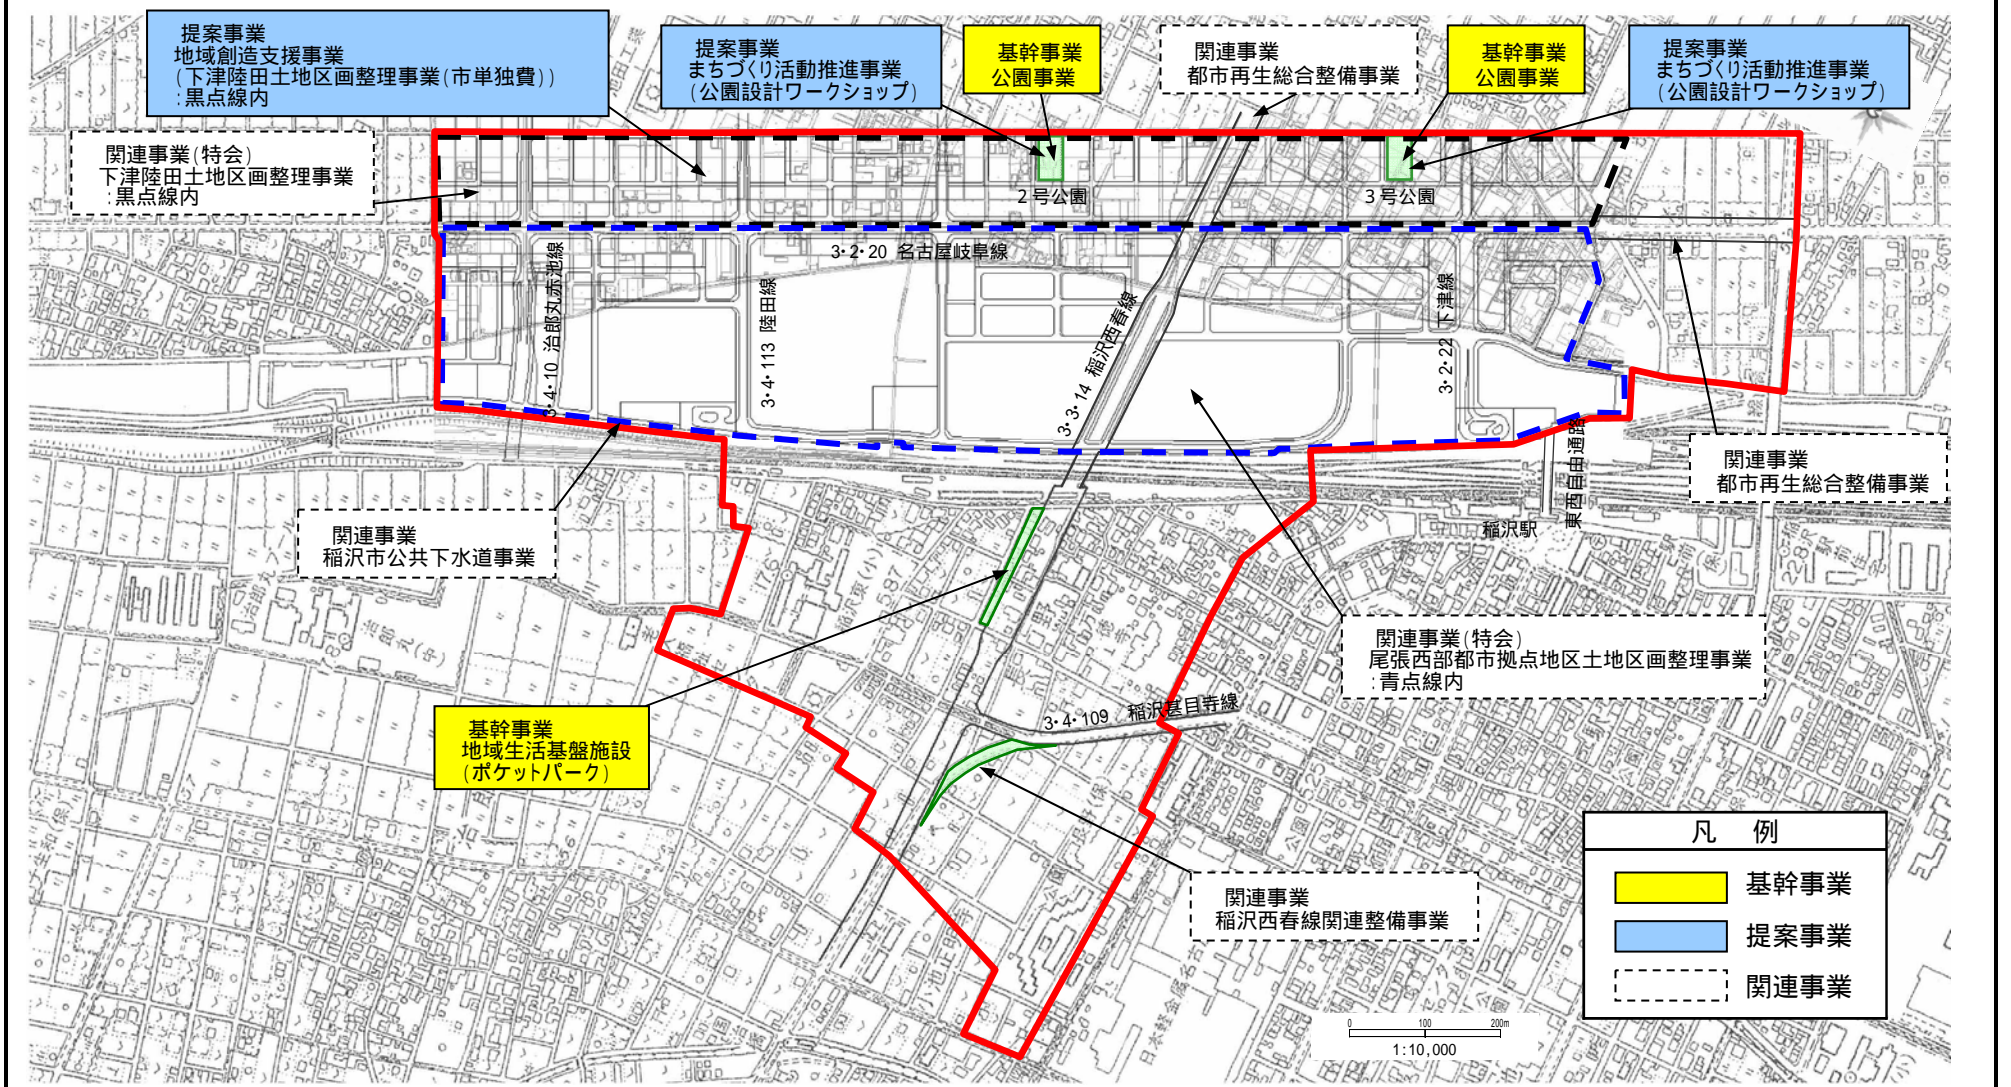 提案事業
地域創造支援事業
(下津陸田土地区画整理事業(市単独費))
:黒点線内
提案事業
まちづくり活動推進事業
(公園設計ワークショップ)
基幹事業
公園事業
関連事業
都市再生総合整備事業
基幹事業
公園事業
提案事業
まちづくり活動推進事業
(公園設計ワークショップ)
関連事業(特会)
下津陸田土地区画整理事業
:黒点線内
2号公園
3号公園
3・2・20 名古屋岐阜線
3・4・10 治郎丸赤池線
3・4・113 陸田線
3・3・14 稲沢西春線
3・2・22 下津線
東西自由通路
稲沢駅
関連事業
都市再生総合整備事業
関連事業
稲沢市公共下水道事業
関連事業(特会)
尾張西部都市拠点地区土地区画整理事業
:青点線内
3・4・109 稲沢甚目寺線
基幹事業
地域生活基盤施設
(ポケットパーク)
関連事業
稲沢西春線関連整備事業
凡 例
基幹事業
提案事業
関連事業
0 100 200m
1:10,000